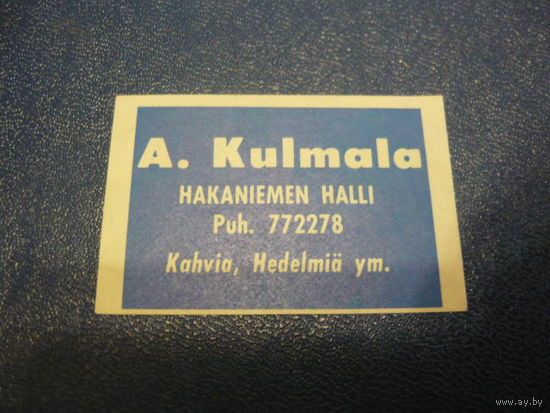 A. Kulmala
HAKANIEMEN HALLI
Puh. 772278
Kahvia, Hedelmiä ym.
www.ay.by